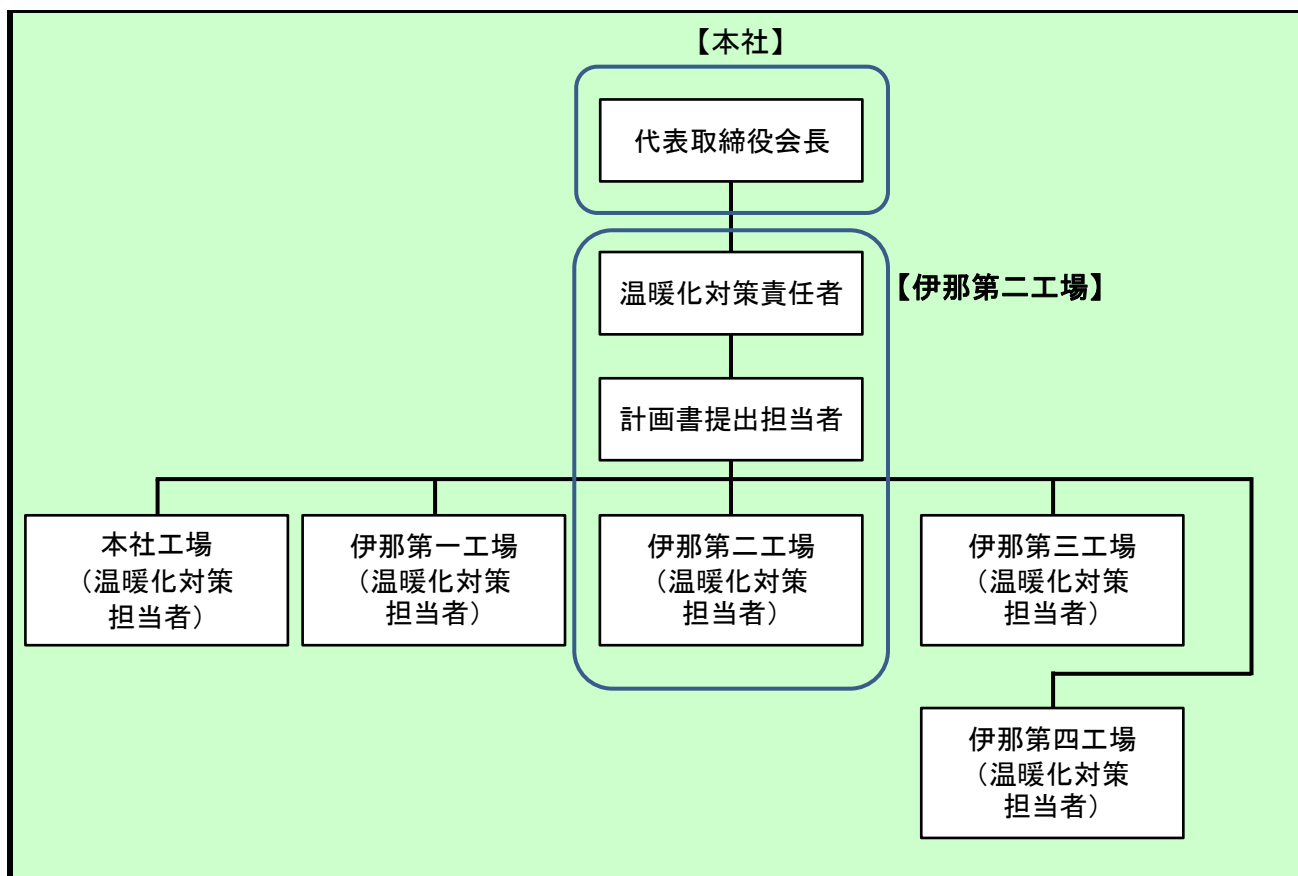 【本社】
代表取締役会長
温暖化対策責任者
【伊那第二工場】
計画書提出担当者
本社工場
（温暖化対策
担当者）
伊那第一工場
（温暖化対策
担当者）
伊那第二工場
（温暖化対策
担当者）
伊那第三工場
（温暖化対策
担当者）
伊那第四工場
（温暖化対策
担当者）